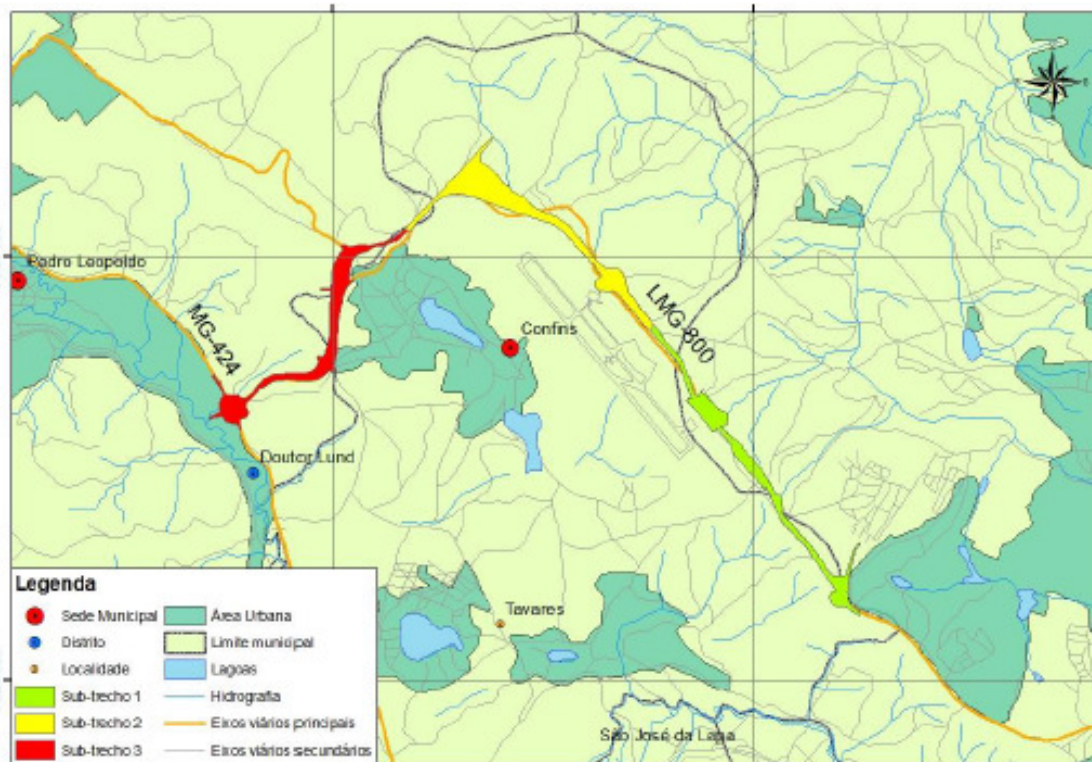 Pedro Leopoldo
MG-424
Confins
LMG-800
Doutor Lund
Tavares
São José da Lapa
Legenda
Sede Municipal
Área Urbana
Distrito
Limite municipal
Localidade
Lagoas
Sub-trecho 1
Hidrografia
Sub-trecho 2
Eixos viários principais
Sub-trecho 3
Eixos viários secundários